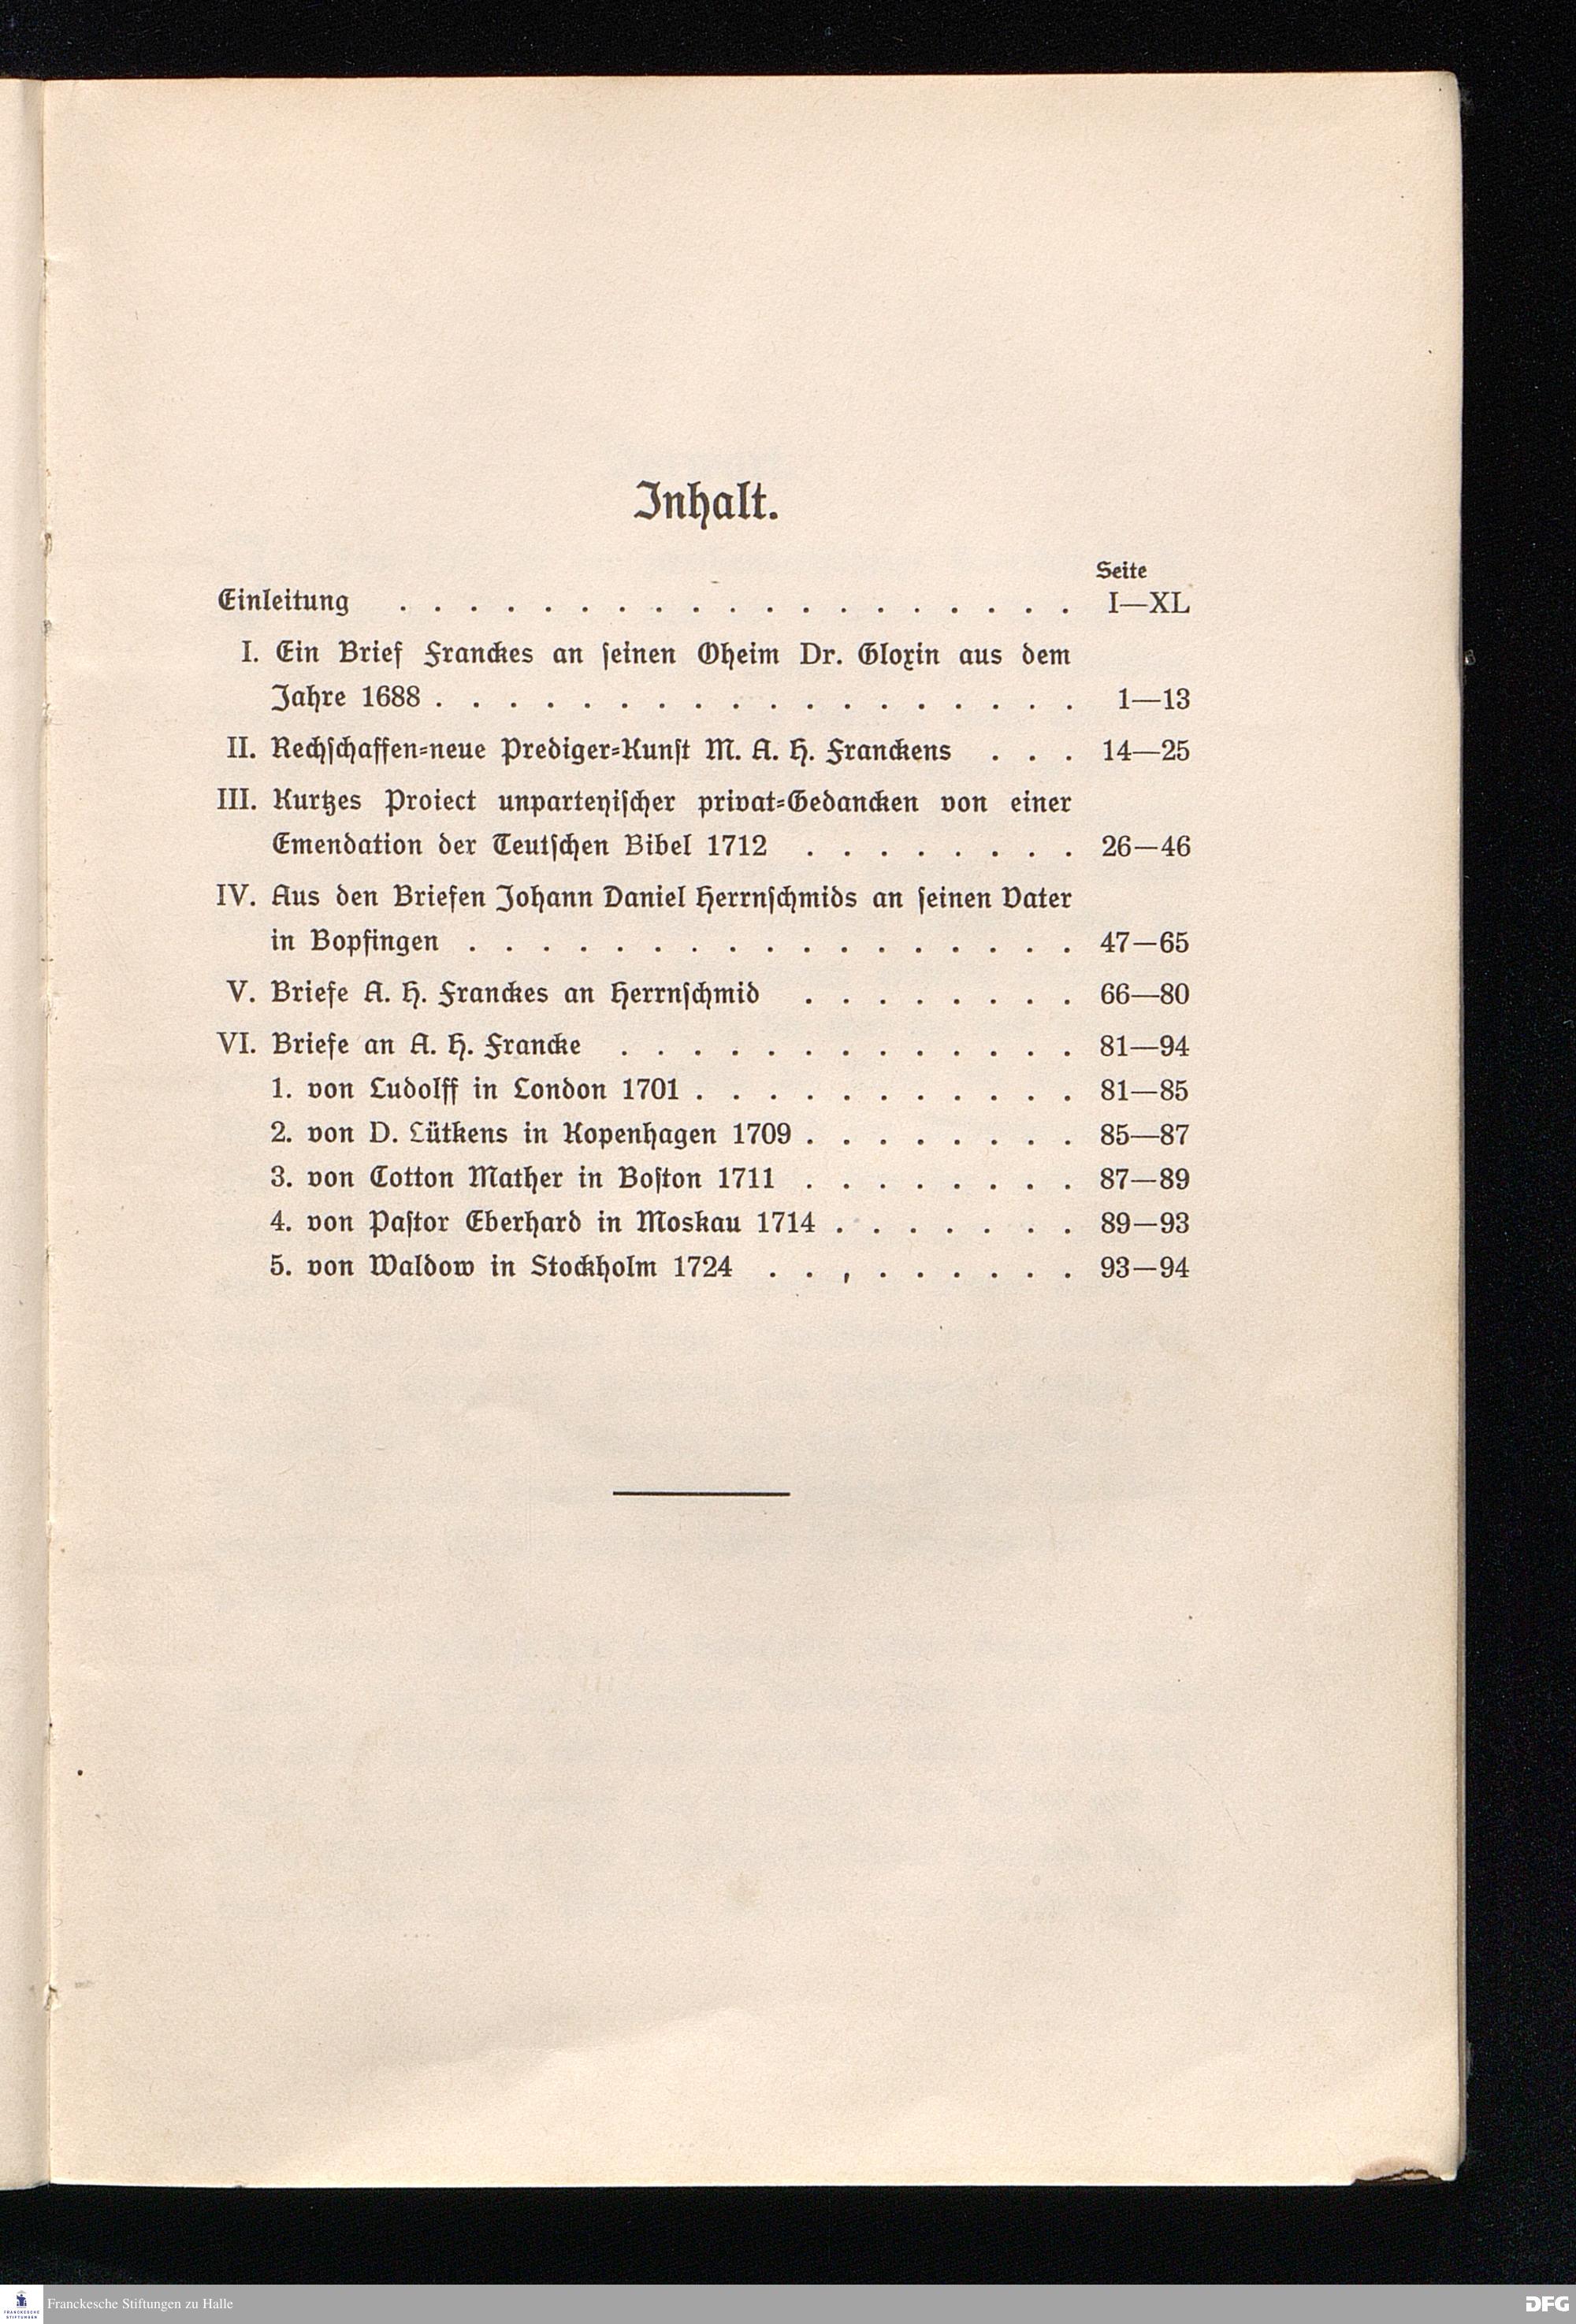 Inhalt.
Seite
Einleitung . . . . . . . . . . . . . . . . . . . I—XL
I. Ein Brief Franckes an seinen Oheim Dr. Gloxin aus dem
Jahre 1688 . . . . . . . . . . . . . . . . . . 1—13
II. Rechschaffen-neue Prediger-Kunst M. A. H. Franckens . . . 14—25
III. Kurtzes Proiect unparteyischer privat-Gedancken von einer
Emendation der Teutschen Bibel 1712 . . . . . . . . 26—46
IV. Aus den Briefen Johann Daniel Herrnschmids an seinen Vater
in Bopfingen . . . . . . . . . . . . . . . . . 47—65
V. Briefe A. H. Franckes an Herrnschmid . . . . . . . . 66—80
VI. Briefe an A. H. Francke . . . . . . . . . . . . . 81—94
1. von Ludolff in London 1701 . . . . . . . . . . . 81—85
2. von D. Lütkens in Kopenhagen 1709 . . . . . . . . 85—87
3. von Cotton Mather in Boston 1711 . . . . . . . . 87—89
4. von Pastor Eberhard in Moskau 1714 . . . . . . . 89—93
5. von Waldow in Stockholm 1724 . . , . . . . . . 93—94
FRANCKESCHE
STIFTUNGEN
Franckesche Stiftungen zu Halle
DFG